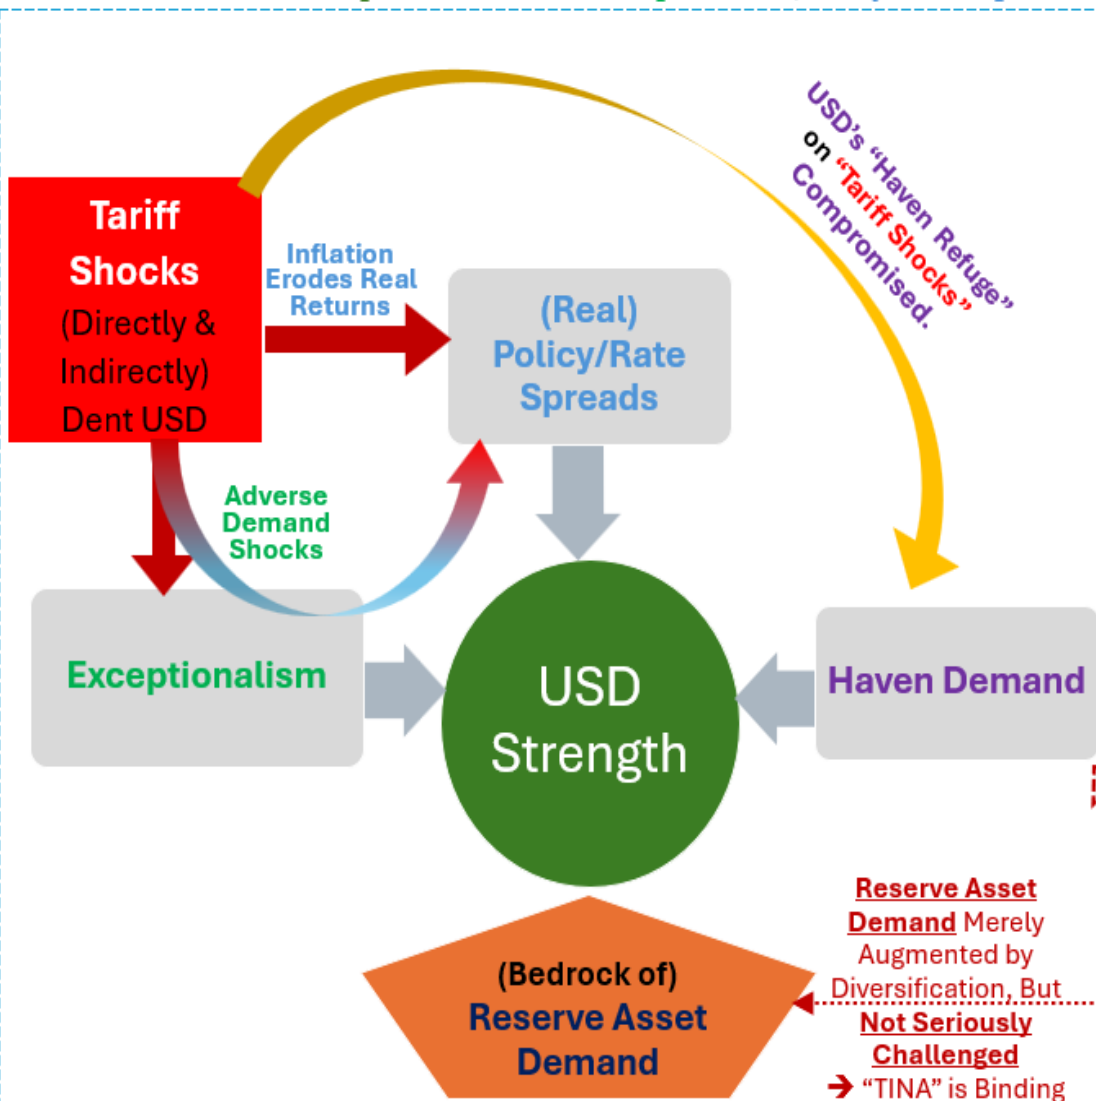 USD's "Haven Refuge"
on "Tariff Shocks"
Compromised.
Tariff
Shocks
(Directly &
Indirectly)
Dent USD
Inflation
Erodes Real
Returns
(Real)
Policy/Rate
Spreads
Adverse
Demand
Shocks
Exceptionalism
USD
Strength
Haven Demand
(Bedrock of)
Reserve Asset
Demand
Reserve Asset
Demand Merely
Augmented by
Diversification, But
Not Seriously
Challenged
➔ "TINA" is Binding